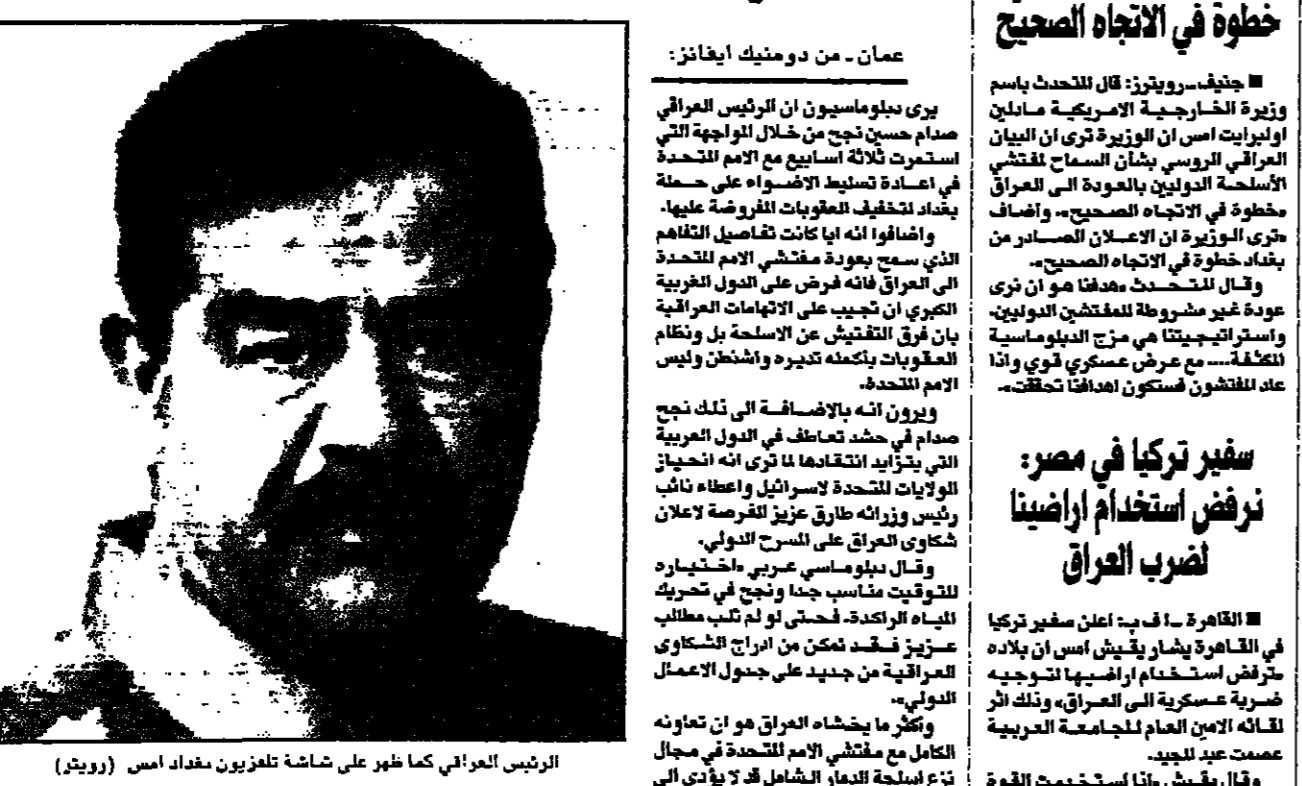 خطوة في الاتجاه الصحيح
■ جنيف ـ رويترز: قال المتحدث باسم
وزيرة الخارجية الامريكية مادلين
اولبرايت امس ان الوزيرة ترى ان البيان
العراقي الروسي بشأن السماح لمفتشي
الأسلحة الدوليين بالعودة الى العراق
«خطوة في الاتجاه الصحيح». وأضاف
«ترى الوزيرة ان الاعلان الصادر من
بغداد خطوة في الاتجاه الصحيح».
وقال المتحدث «هدفنا هو ان نرى
عودة غير مشروطة للمفتشين الدوليين.
واستراتيجيتنا هي مزج الدبلوماسية
المكثفة.... مع عرض عسكري قوي واذا
عاد المفتشون فستكون اهدافنا تحققت».
سفير تركيا في مصر:
نرفض استخدام اراضينا
لضرب العراق
■ القاهرة ـ أ ف ب: اعلن سفير تركيا
في القاهرة يشار يقيش امس ان بلاده
«ترفض استخدام اراضيها لتوجيه
ضربة عسكرية الى العراق» وذلك اثر
لقائه الامين العام للجامعة العربية
عصمت عبد المجيد.
وقال يقيش «اذا استخدمت القوة
عمان ـ من دومنيك ايفانز:
يرى دبلوماسيون ان الرئيس العراقي
صدام حسين نجح من خلال المواجهة التي
استمرت ثلاثة اسابيع مع الامم المتحدة
في اعادة تسليط الاضواء على حملة
بغداد لتخفيف العقوبات المفروضة عليها.
واضافوا انه ايا كانت تفاصيل التفاهم
الذي سمح بعودة مفتشي الامم المتحدة
الى العراق فانه فرض على الدول الغربية
الكبرى ان تجيب على الاتهامات العراقية
بان فرق التفتيش عن الاسلحة بل ونظام
العقوبات بأكمله تديره واشنطن وليس
الامم المتحدة.
ويرون انه بالاضافة الى ذلك نجح
صدام في حشد تعاطف في الدول العربية
التي يتزايد انتقادها لما ترى انه انحياز
الولايات المتحدة لاسرائيل واعطاء نائب
رئيس وزرائه طارق عزيز الفرصة لاعلان
شكاوى العراق على المسرح الدولي.
وقال دبلوماسي عربي «اختياره
للتوقيت مناسب جدا ونجح في تحريك
المياه الراكدة. فحتى لو لم تلب مطالب
عزيز فقد تمكن من ادراج الشكاوى
العراقية من جديد على جدول الاعمال
الدولي».
وأكثر ما يخشاه العراق هو ان تعاونه
الكامل مع مفتشي الامم المتحدة في مجال
نزع اسلحة الدمار الشامل قد لا يؤدي الى
الرئيس العراقي كما ظهر على شاشة تلفزيون بغداد امس (رويتر)